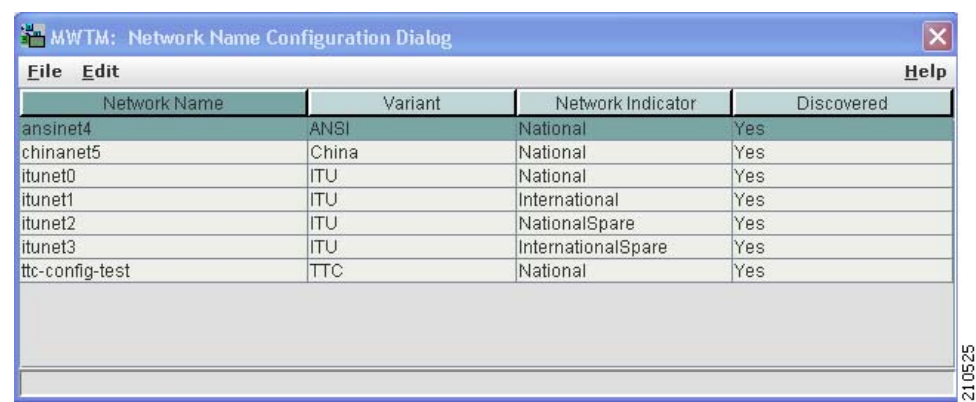 MWTM: Network Name Configuration Dialog
File Edit Help
Network Name Variant Network Indicator Discovered
ansinet4 ANSI National Yes
chinanet5 China National Yes
itunet0 ITU National Yes
itunet1 ITU International Yes
itunet2 ITU NationalSpare Yes
itunet3 ITU InternationalSpare Yes
ttc-config-test TTC National Yes
210525